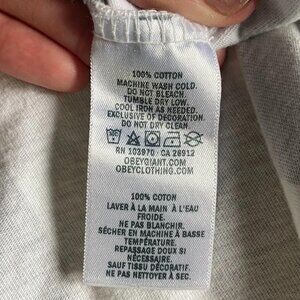 100% COTTON
MACHINE WASH COLD.
DO NOT BLEACH.
TUMBLE DRY LOW.
COOL IRON AS NEEDED.
EXCLUSIVE OF DECORATION.
DO NOT DRY CLEAN.
RN 103970 · CA 28912
OBEYGIANT.COM
OBEYCLOTHING.COM
100% COTON
LAVER À LA MAIN À L'EAU
FROIDE.
NE PAS BLANCHIR.
SÉCHER EN MACHINE À BASSE
TEMPÉRATURE.
REPASSAGE DOUX SI
NÉCESSAIRE.
SAUF TISSU DÉCORATIF.
NE PAS NETTOYER À SEC.